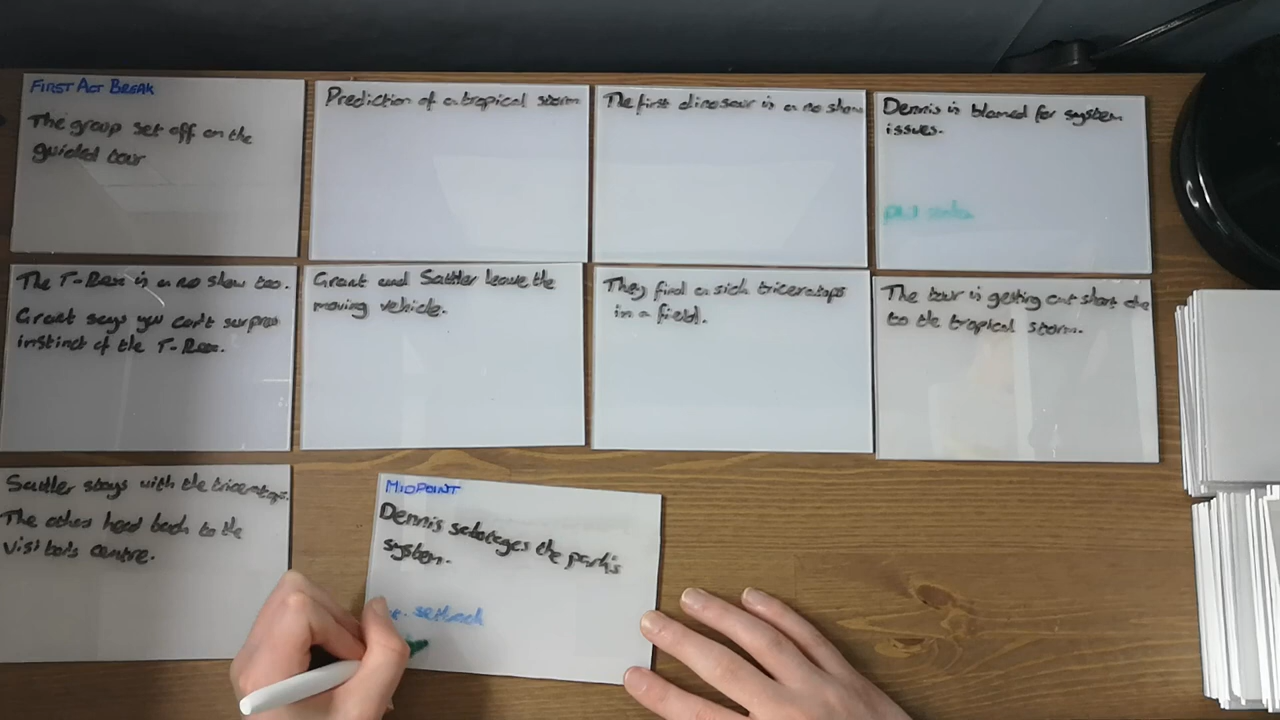 FIRST ACT BREAK
The group set off on the
guided tour
Prediction of a tropical storm
The first dinosaur is a no show
Dennis is blamed for system
issues.
The T-Rex is a no show too.
Grant says you can't surpress
instinct of the T-Rex.
Grant and Sattler leave the
moving vehicle.
They find a sick triceratops
in a field.
The tour is getting cut short due
to the tropical storm.
Sattler stays with the triceratops.
The others head back to the
visitor's centre.
MIDPOINT
Dennis sabotages the park's
system.
setback